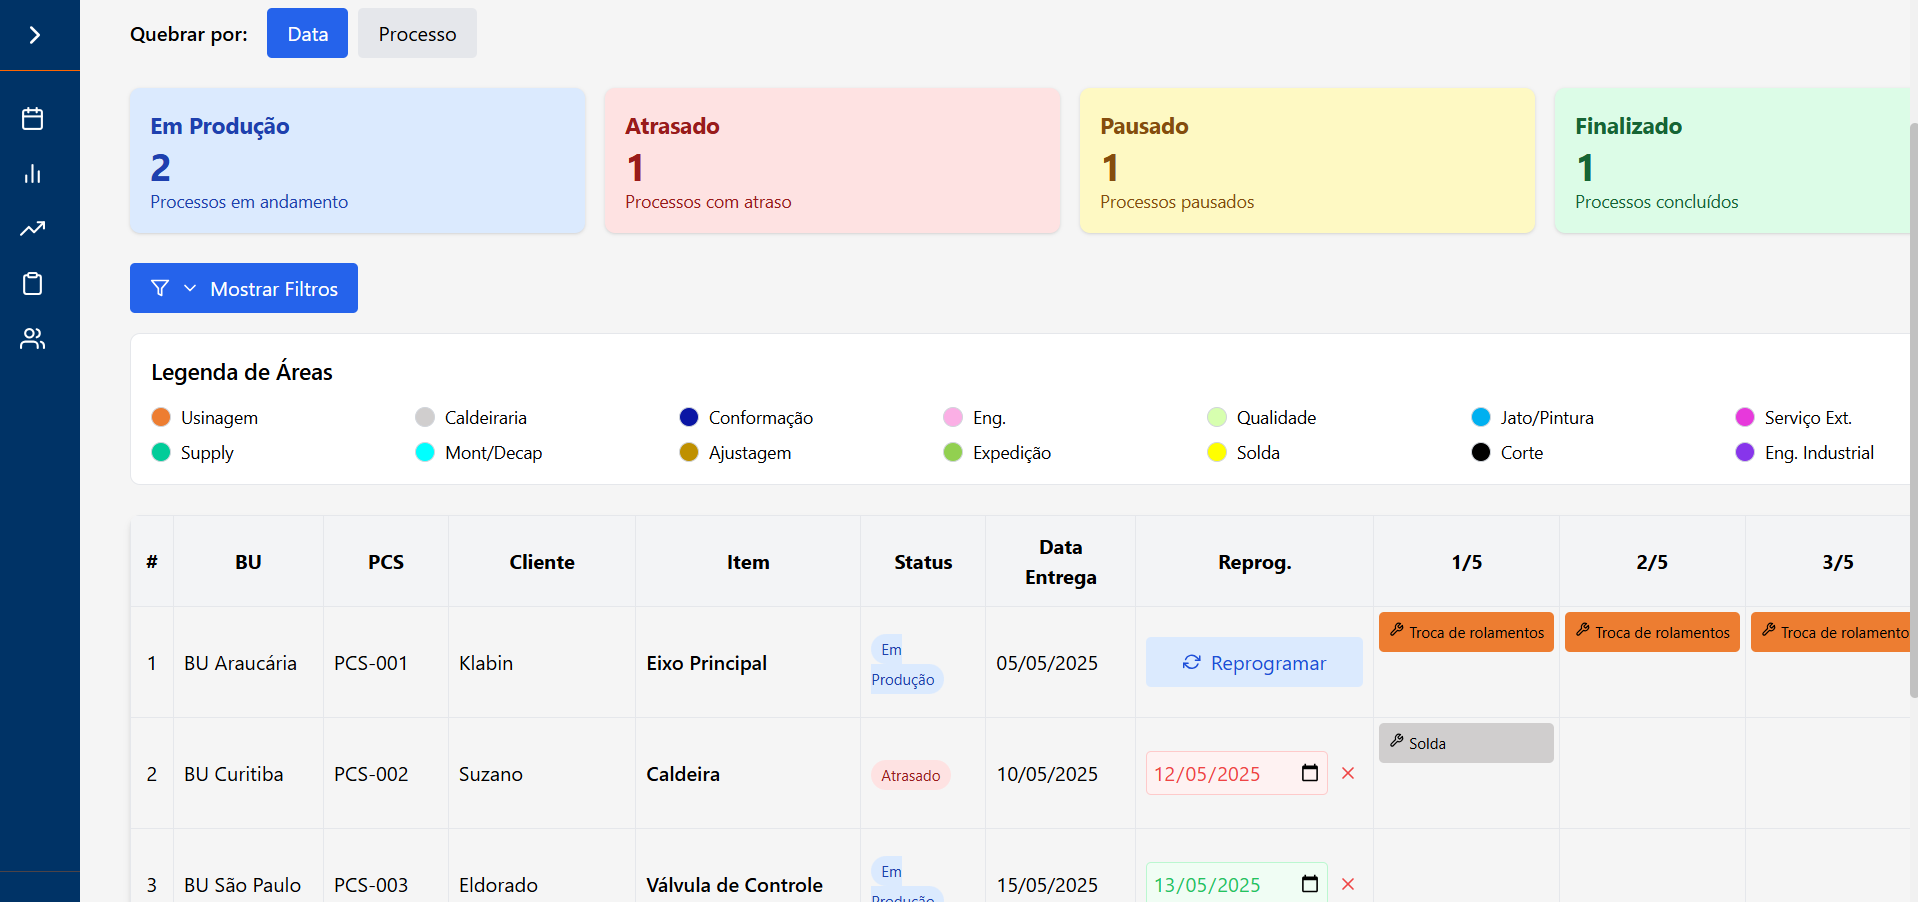 Quebrar por: Data Processo
Em Produção Atrasado Pausado Finalizado
2 1 1 1
Processos em andamento Processos com atraso Processos pausados Processos concluídos
Mostrar Filtros
Legenda de Áreas
Usinagem Caldeiraria Conformação Eng. Qualidade Jato/Pintura Serviço Ext.
Supply Mont/Decap Ajustagem Expedição Solda Corte Eng. Industrial
# BU PCS Cliente Item Status Data Entrega Reprog. 1/5 2/5 3/5
1 BU Araucária PCS-001 Klabin Eixo Principal Em Produção 05/05/2025 Reprogramar Troca de rolamentos Troca de rolamentos Troca de rolamento
2 BU Curitiba PCS-002 Suzano Caldeira Atrasado 10/05/2025 12/05/2025 Solda
3 BU São Paulo PCS-003 Eldorado Válvula de Controle Em Produção 15/05/2025 13/05/2025